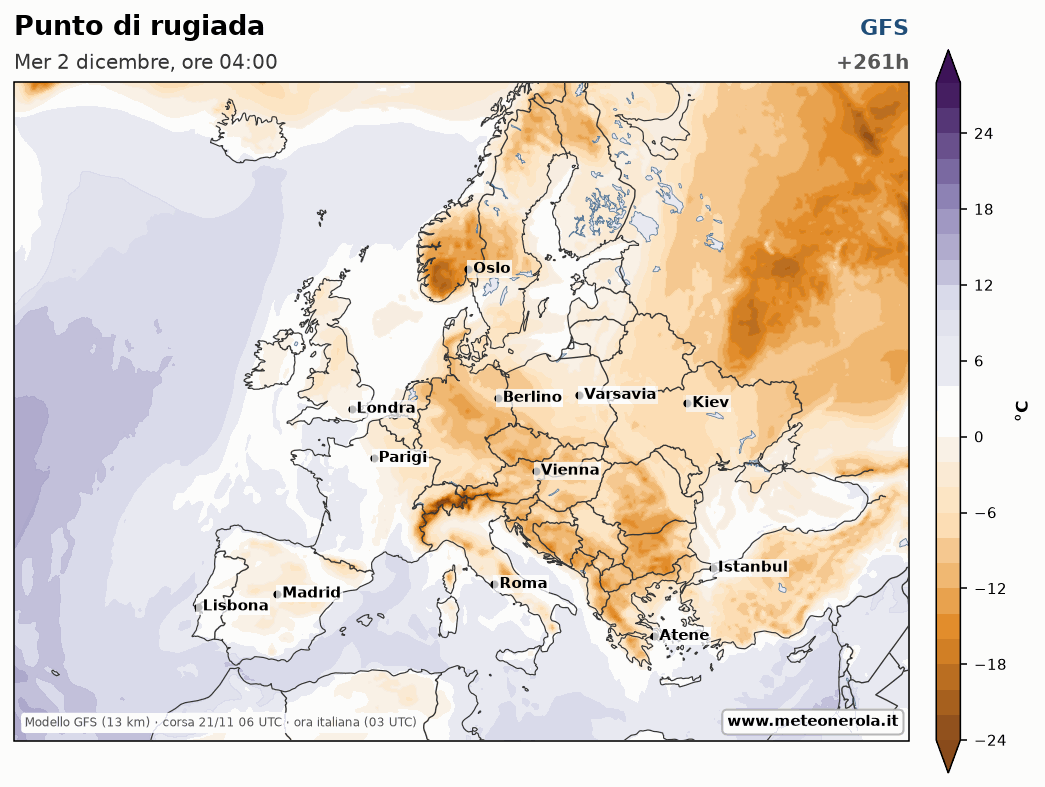 Punto di rugiada
GFS
Mer 2 dicembre, ore 04:00
+261h
Oslo
Londra
Berlino
Varsavia
Kiev
Parigi
Vienna
Istanbul
Roma
Madrid
Lisbona
Atene
Modello GFS (13 km) · corsa 21/11 06 UTC · ora italiana (03 UTC)
www.meteonerola.it
24
18
12
6
0
−6
−12
−18
−24
°C